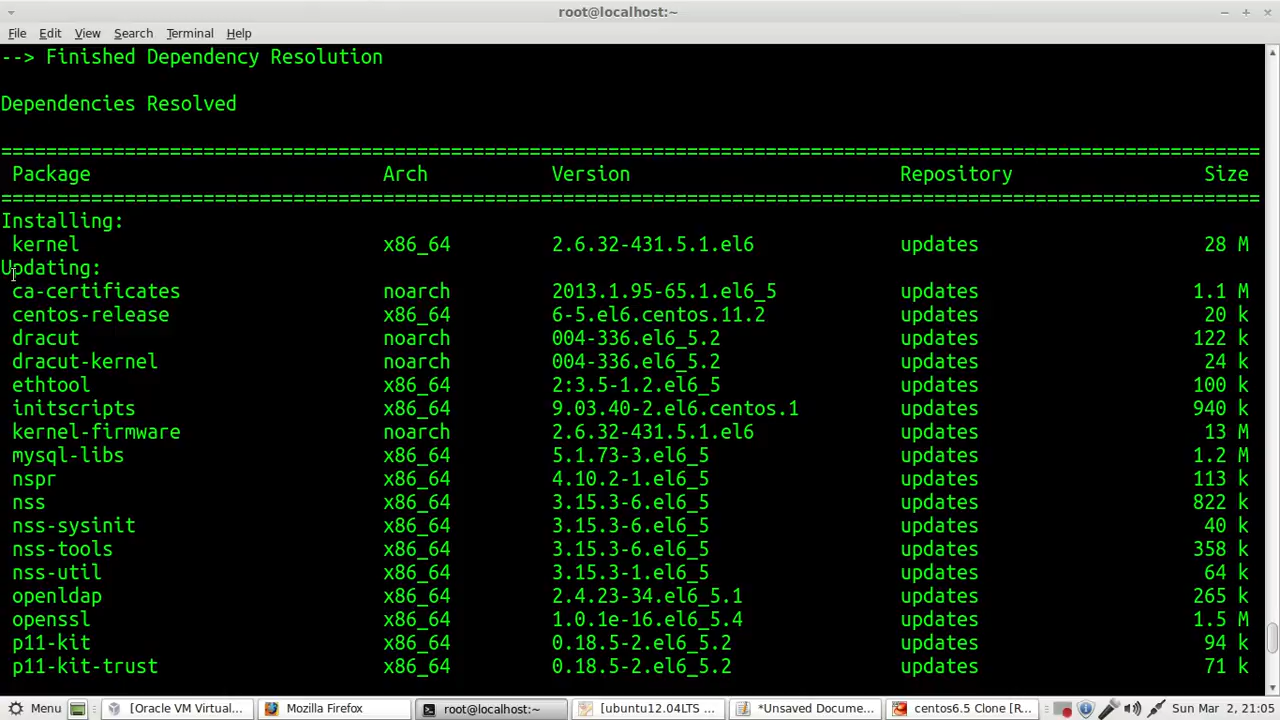 root@localhost:~
File Edit View Search Terminal Help
--> Finished Dependency Resolution
Dependencies Resolved
================================================================================================================
Package Arch Version Repository Size
================================================================================================================
Installing:
kernel x86_64 2.6.32-431.5.1.el6 updates 28 M
Updating:
ca-certificates noarch 2013.1.95-65.1.el6_5 updates 1.1 M
centos-release x86_64 6-5.el6.centos.11.2 updates 20 k
dracut noarch 004-336.el6_5.2 updates 122 k
dracut-kernel noarch 004-336.el6_5.2 updates 24 k
ethtool x86_64 2:3.5-1.2.el6_5 updates 100 k
initscripts x86_64 9.03.40-2.el6.centos.1 updates 940 k
kernel-firmware noarch 2.6.32-431.5.1.el6 updates 13 M
mysql-libs x86_64 5.1.73-3.el6_5 updates 1.2 M
nspr x86_64 4.10.2-1.el6_5 updates 113 k
nss x86_64 3.15.3-6.el6_5 updates 822 k
nss-sysinit x86_64 3.15.3-6.el6_5 updates 40 k
nss-tools x86_64 3.15.3-6.el6_5 updates 358 k
nss-util x86_64 3.15.3-1.el6_5 updates 64 k
openldap x86_64 2.4.23-34.el6_5.1 updates 265 k
openssl x86_64 1.0.1e-16.el6_5.4 updates 1.5 M
p11-kit x86_64 0.18.5-2.el6_5.2 updates 94 k
p11-kit-trust x86_64 0.18.5-2.el6_5.2 updates 71 k
Menu [Oracle VM Virtual... Mozilla Firefox root@localhost:~ [ubuntu12.04LTS ... *Unsaved Docume... centos6.5 Clone [R... Sun Mar 2, 21:05